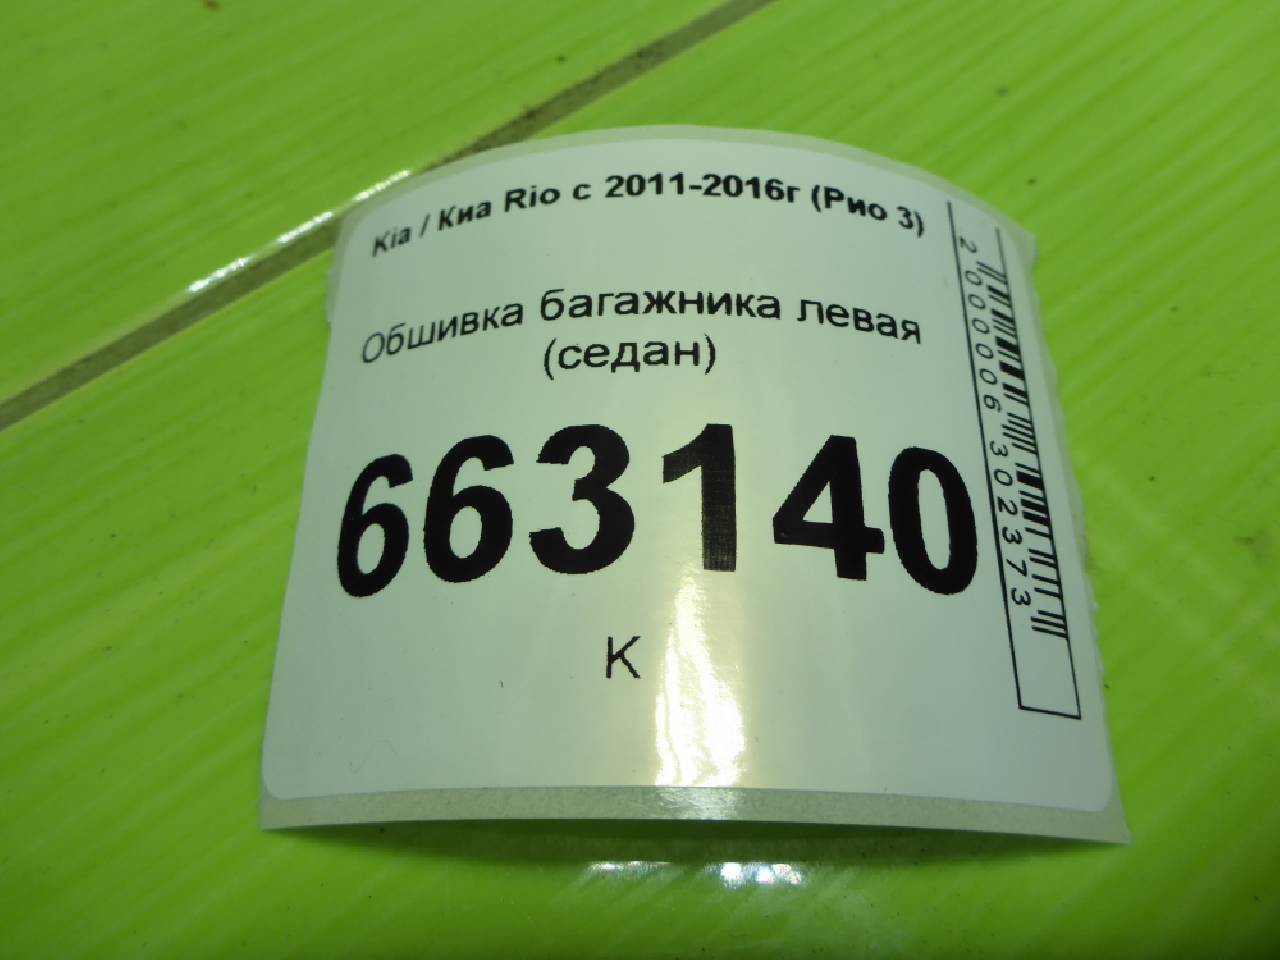 Kia / Киа Rio с 2011-2016г (Рио 3)
Обшивка багажника левая
(седан)
663140
К
2000006302373